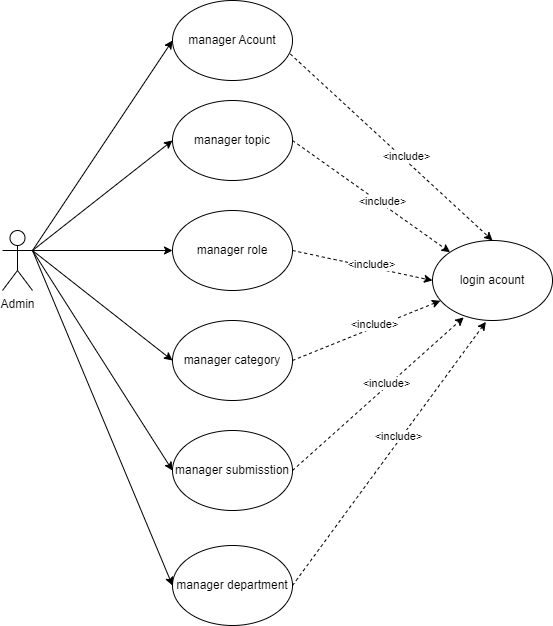 manager Acount
manager topic
manager role
manager category
manager submisstion
manager department
Admin
<include>
<include>
<include>
<include>
<include>
<include>
login acount